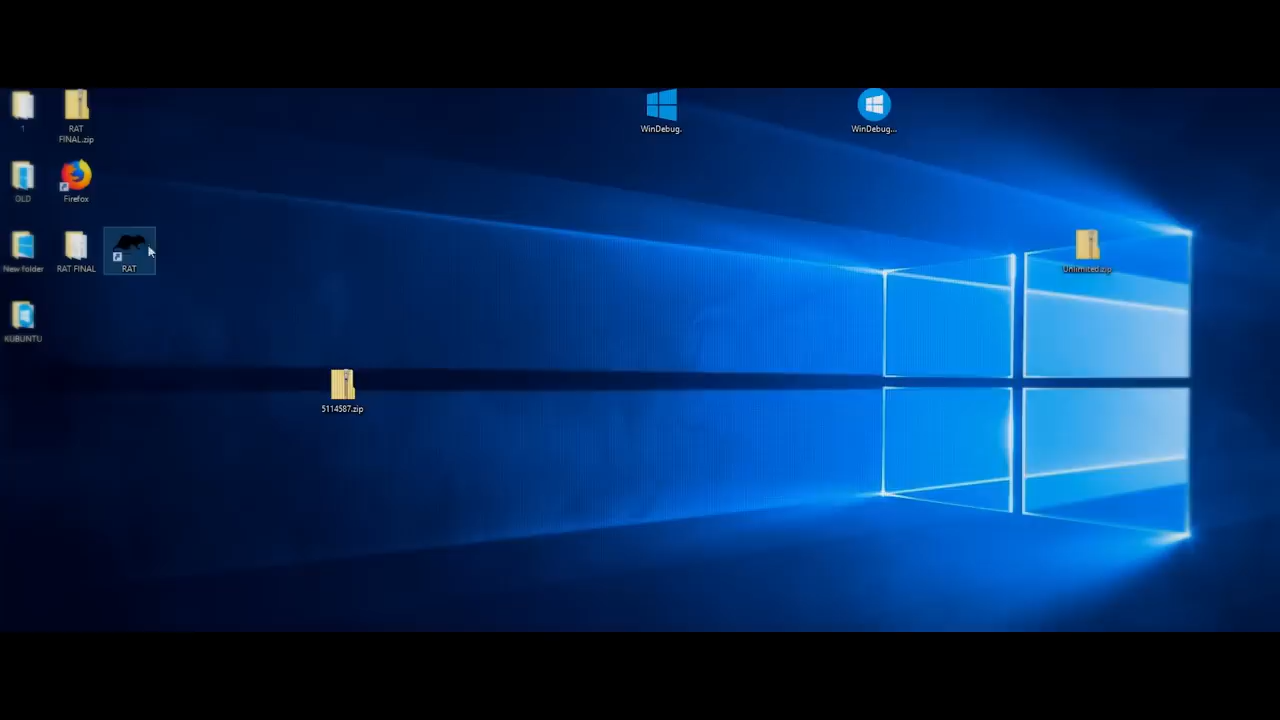 1
RAT
FINAL.zip
WinDebug.
WinDebug...
OLD
Firefox
New folder
RAT FINAL
RAT
Unlimited.zip
KUBUNTU
5114587.zip